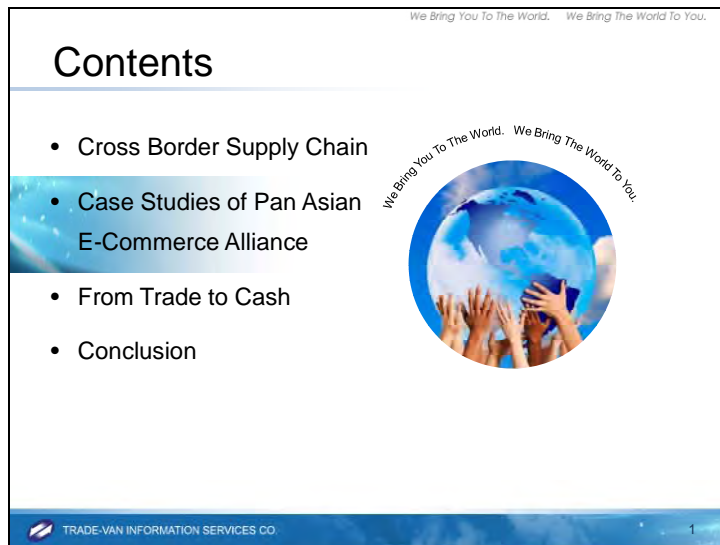 We Bring You To The World. We Bring The World To You.
Contents
• Cross Border Supply Chain
• Case Studies of Pan Asian
E-Commerce Alliance
• From Trade to Cash
• Conclusion
We Bring You To The World. We Bring The World To You.
TRADE-VAN INFORMATION SERVICES CO.
1